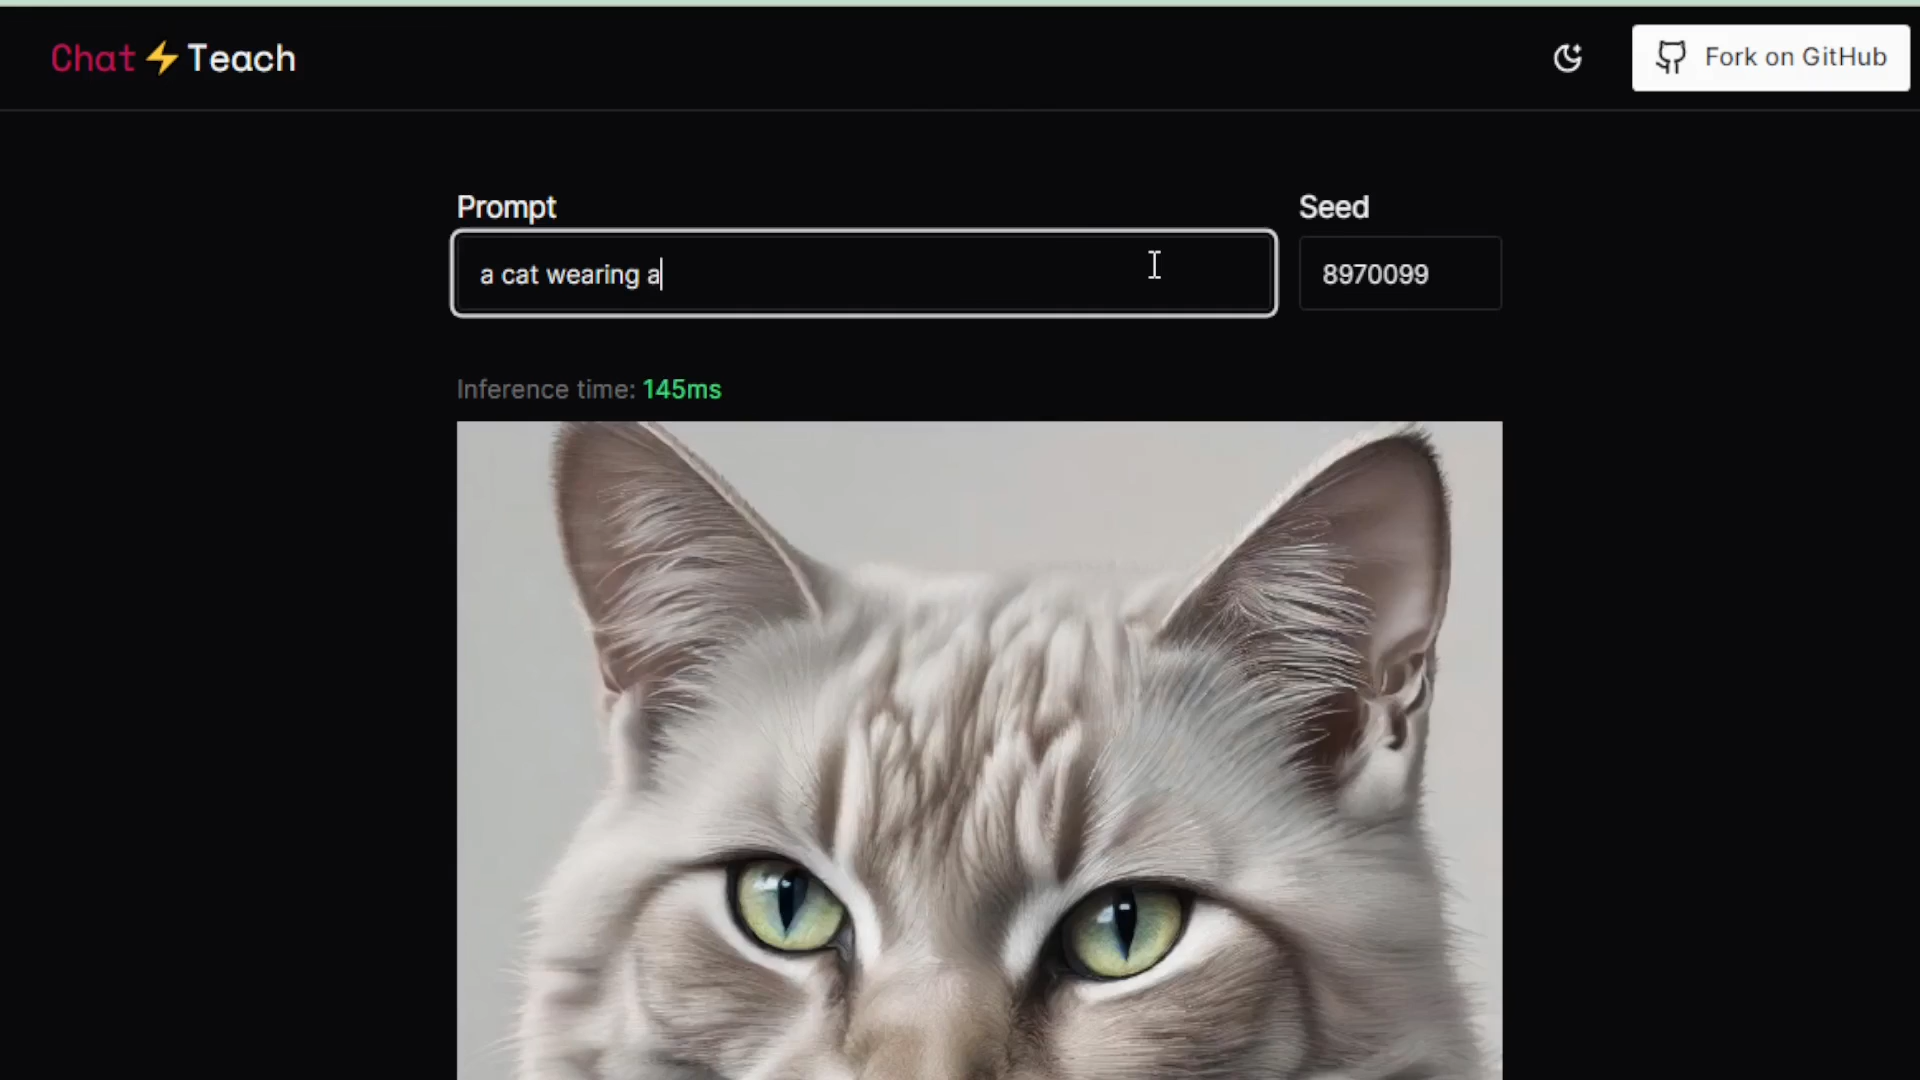 Chat⚡Teach
Fork on GitHub
Prompt
Seed
a cat wearing a
8970099
Inference time: 145ms